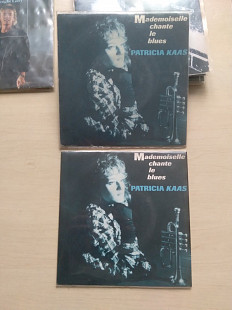 Mademoiselle
chante
le
blues
PATRICIA KAAS
Mademoiselle
chante
le
blues
PATRICIA KAAS